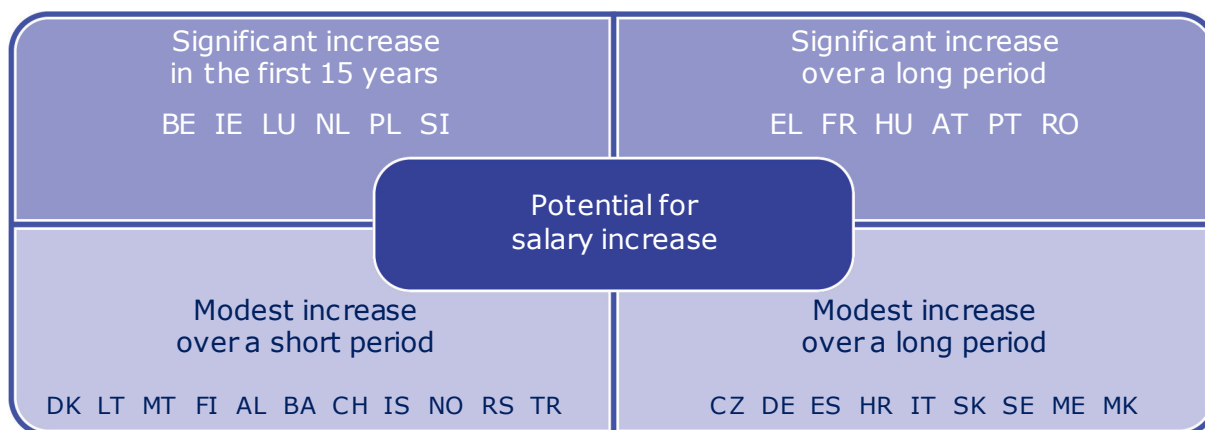 Significant increase
in the first 15 years
BE IE LU NL PL SI
Significant increase
over a long period
EL FR HU AT PT RO
Potential for
salary increase
Modest increase
over a short period
DK LT MT FI AL BA CH IS NO RS TR
Modest increase
over a long period
CZ DE ES HR IT SK SE ME MK